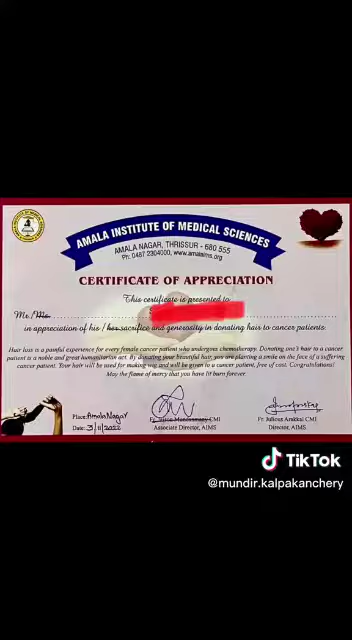 AMALA INSTITUTE OF MEDICAL SCIENCES
AMALA NAGAR, THRISSUR - 680 555
Ph: 0487 2304000, www.amalaims.org
CERTIFICATE OF APPRECIATION
This certificate is presented to
Mr./Ms.
in appreciation of his / her sacrifice and generosity in donating hair to cancer patients.
Hair loss is a painful experience for every female cancer patient who undergoes chemotherapy. Donating one's hair to a cancer
patient is a noble and great humanitarian act. By donating your beautiful hair, you are planting a smile on the face of a suffering
cancer patient. Your hair will be used for making wig and will be given to a cancer patient, free of cost. Congratulations!
May the flame of mercy that you have lit burn forever.
Place: Amala Nagar
Date: 3/11/2022
Fr. CMI
Associate Director, AIMS
Fr. Julious Arakkal CMI
Director, AIMS
TikTok
@mundir.kalpakanchery